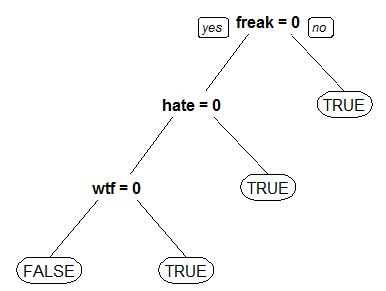 yes freak = 0 no
hate = 0 TRUE
wtf = 0 TRUE
FALSE TRUE